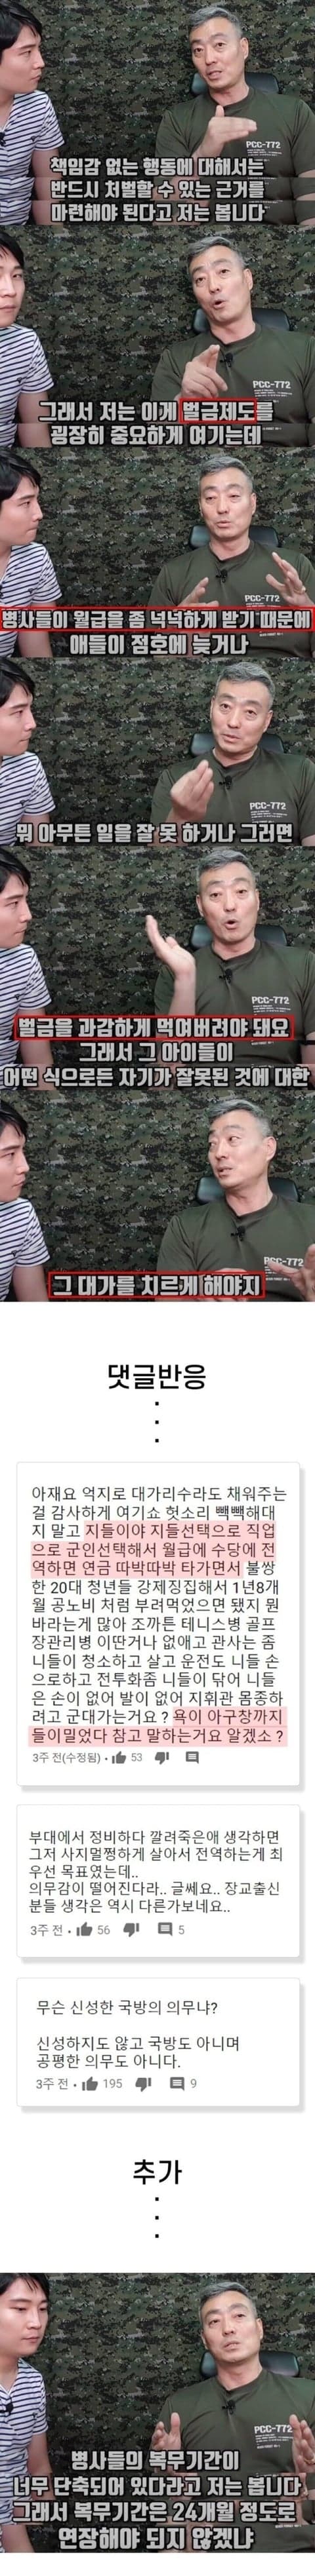 PCC-772
책임감 없는 행동에 대해서는
반드시 처벌할 수 있는 근거를
마련해야 된다고 저는 봅니다
PCC-772
그래서 저는 이게 벌금제도를
굉장히 중요하게 여기는데
PCC-772
병사들이 월급을 좀 넉넉하게 받기 때문에
애들이 점호에 늦거나
PCC-772
뭐 아무튼 일을 잘 못 하거나 그러면
PCC-772
벌금을 과감하게 먹여버려야 돼요
그래서 그 아이들이
어떤 식으로든 자기가 잘못된 것에 대한
PCC-772
그 대가를 치르게 해야지
댓글반응
.
.
.
아재요 억지로 대가리수라도 채워주는
걸 감사하게 여기쇼 헛소리 빽빽해대
지 말고 지들이야 지들선택으로 직업
으로 군인선택해서 월급에 수당에 전
역하면 연금 따박따박 타가면서 불쌍
한 20대 청년들 강제징집해서 1년8개
월 공노비 처럼 부려먹었으면 됐지 뭔
바라는게 많아 조까튼 테니스병 골프
장관리병 이딴거나 없애고 관사는 좀
니들이 청소하고 살고 운전도 니들 손
으로하고 전투화좀 니들이 닦어 니들
은 손이 없어 발이 없어 지휘관 몸종하
려고 군대가는거요 ? 욕이 아구창까지
들이밀었다 참고 말하는거요 알겠소 ?
3주 전(수정됨) • 53
부대에서 정비하다 깔려죽은애 생각하면
그저 사지멀쩡하게 살아서 전역하는게 최
우선 목표였는데..
의무감이 떨어진다라.. 글쎄요.. 장교출신
분들 생각은 역시 다른가보네요..
3주 전 • 56 5
무슨 신성한 국방의 의무냐?
신성하지도 않고 국방도 아니며
공평한 의무도 아니다.
3주 전 • 195 9
추가
.
.
.
PCC-772
병사들의 복무기간이
너무 단축되어 있다라고 저는 봅니다
그래서 복무기간은 24개월 정도로
연장해야 되지 않겠냐